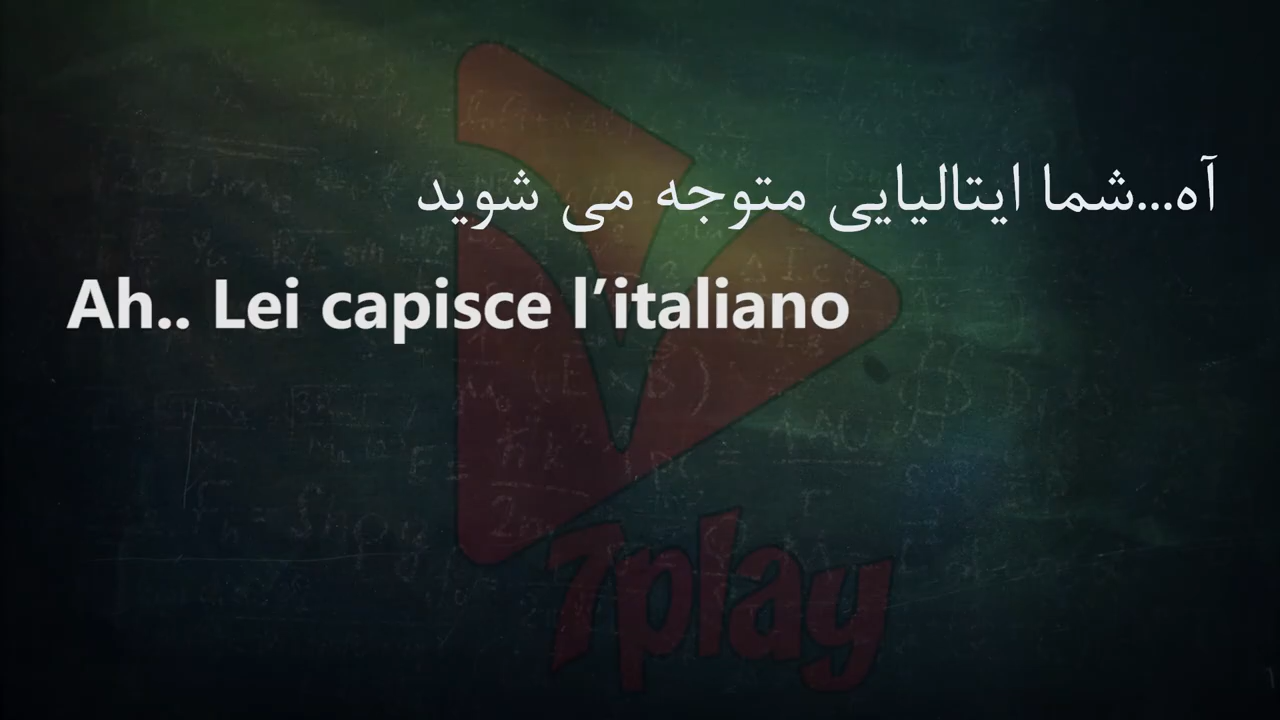 آه...شما ایتالیایی متوجه می شوید
Ah.. Lei capisce l’italiano
7play